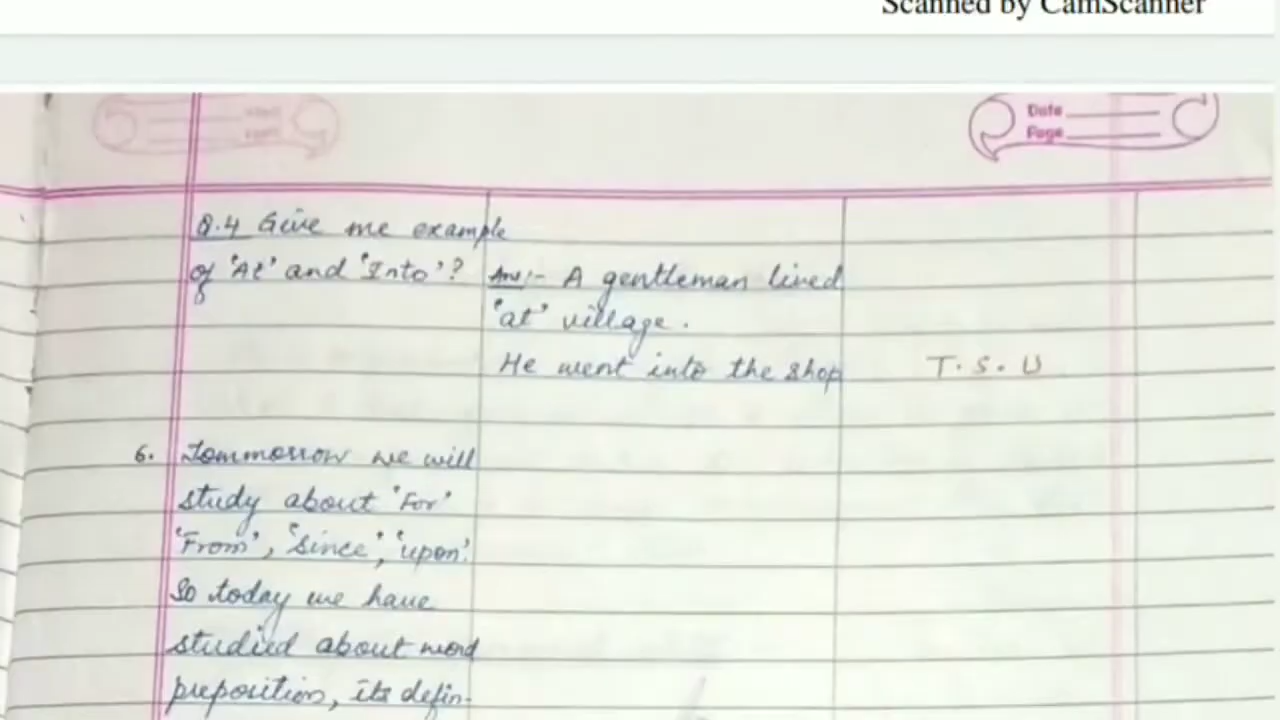 Scanned by CamScanner
Date
Page
Q.4 Give me example
of 'At' and 'Into'?
Ans:- A gentleman lived
'at' village.
He went into the shop
T.S.U
6. Tommorrow we will
study about 'For'
'From', 'Since', 'upon'.
So today we have
studied about word
preposition, its defin-